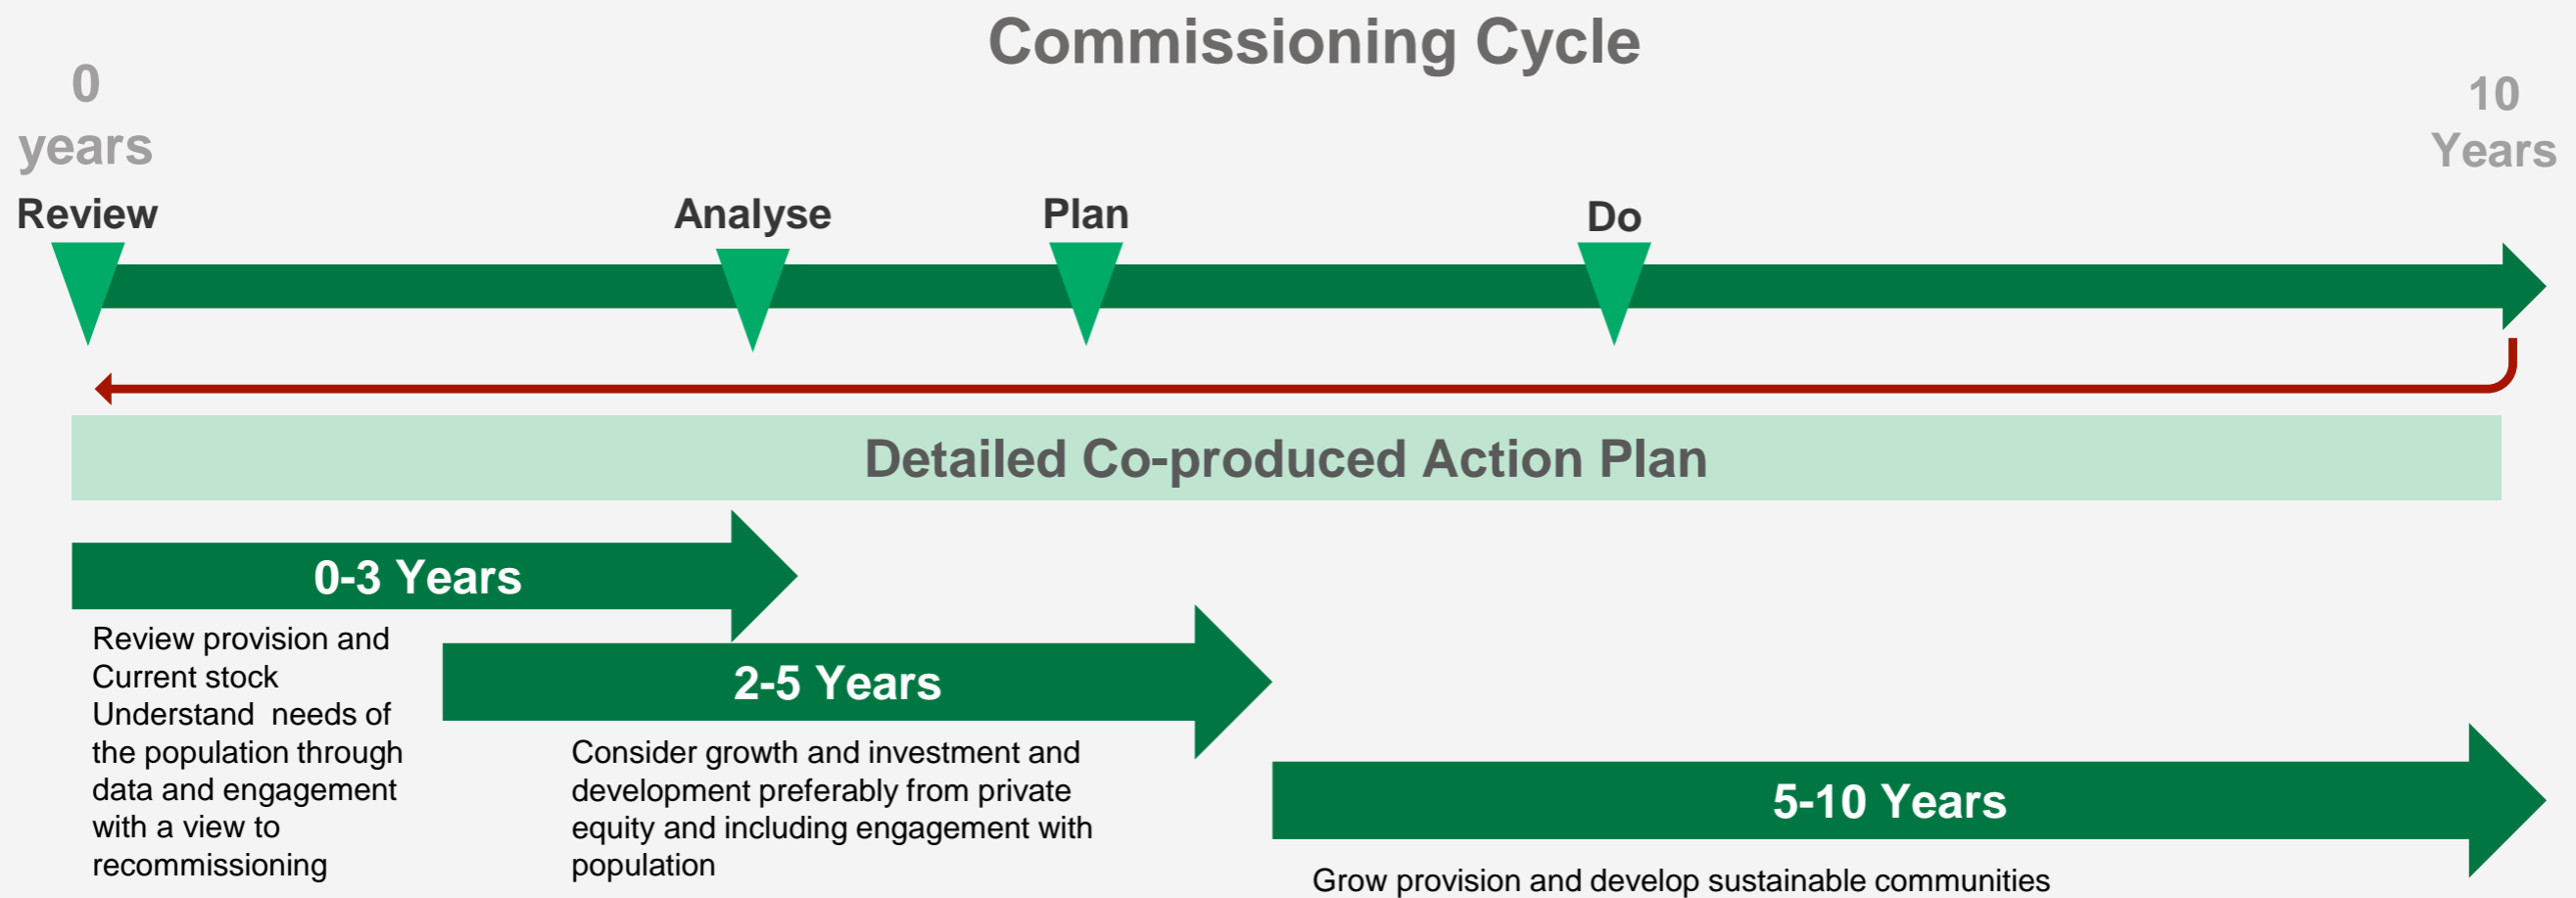 Commissioning Cycle
0
years
10
Years
Review
Analyse
Plan
Do
Detailed Co-produced Action Plan
0-3 Years
Review provision and
Current stock
Understand  needs of
the population through
data and engagement
with a view to
recommissioning
2-5 Years
Consider growth and investment and
development preferably from private
equity and including engagement with
population
5-10 Years
Grow provision and develop sustainable communities